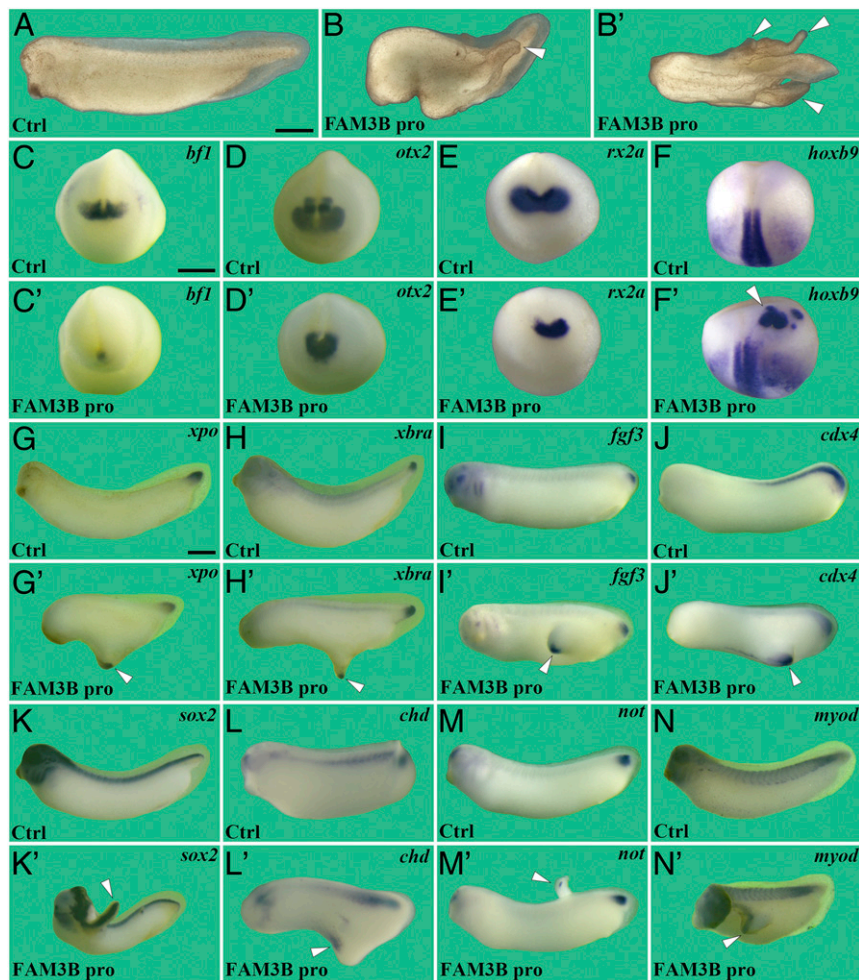 A B B'
Ctrl FAM3B pro FAM3B pro
C bf1 D otx2 E rx2a F hoxb9
Ctrl Ctrl Ctrl Ctrl
C' bf1 D' otx2 E' rx2a F' hoxb9
FAM3B pro FAM3B pro FAM3B pro FAM3B pro
G xpo H xbra I fgf3 J cdx4
Ctrl Ctrl Ctrl Ctrl
G' xpo H' xbra I' fgf3 J' cdx4
FAM3B pro FAM3B pro FAM3B pro FAM3B pro
K sox2 L chd M not N myod
Ctrl Ctrl Ctrl Ctrl
K' sox2 L' chd M' not N' myod
FAM3B pro FAM3B pro FAM3B pro FAM3B pro